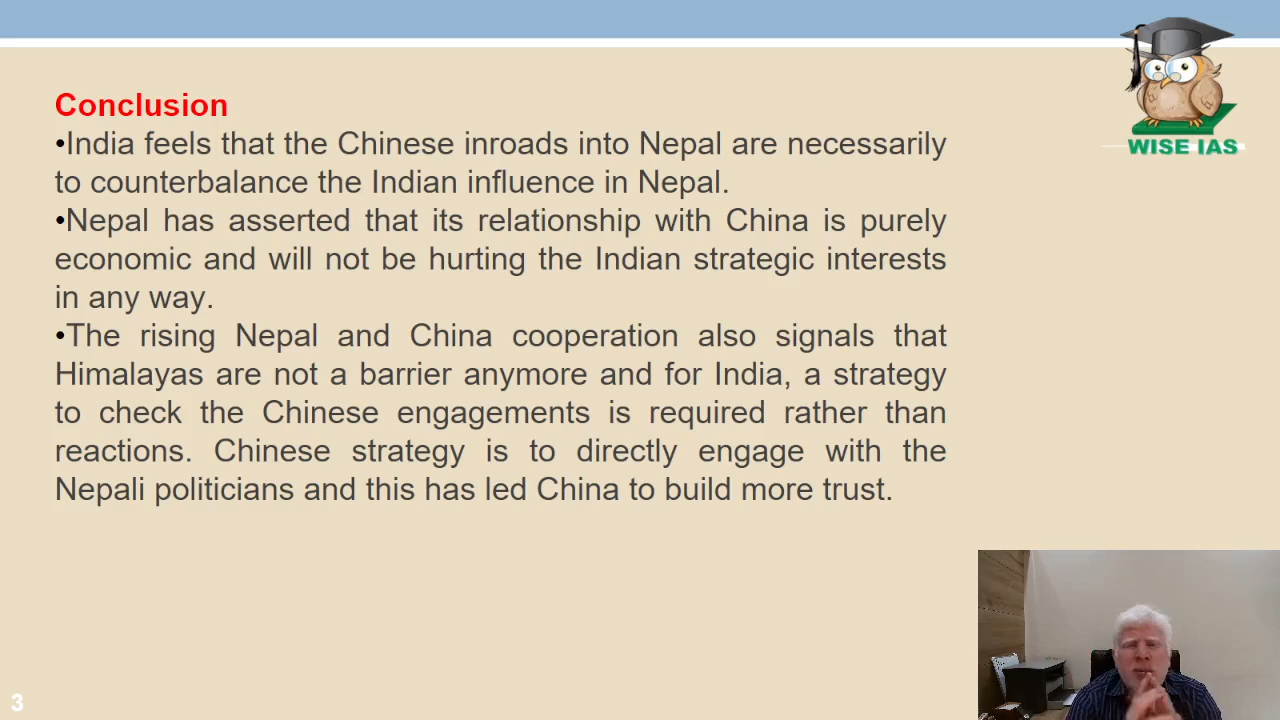 Conclusion
•India feels that the Chinese inroads into Nepal are necessarily
to counterbalance the Indian influence in Nepal.
•Nepal has asserted that its relationship with China is purely
economic and will not be hurting the Indian strategic interests
in any way.
•The rising Nepal and China cooperation also signals that
Himalayas are not a barrier anymore and for India, a strategy
to check the Chinese engagements is required rather than
reactions. Chinese strategy is to directly engage with the
Nepali politicians and this has led China to build more trust.
WISE IAS
3